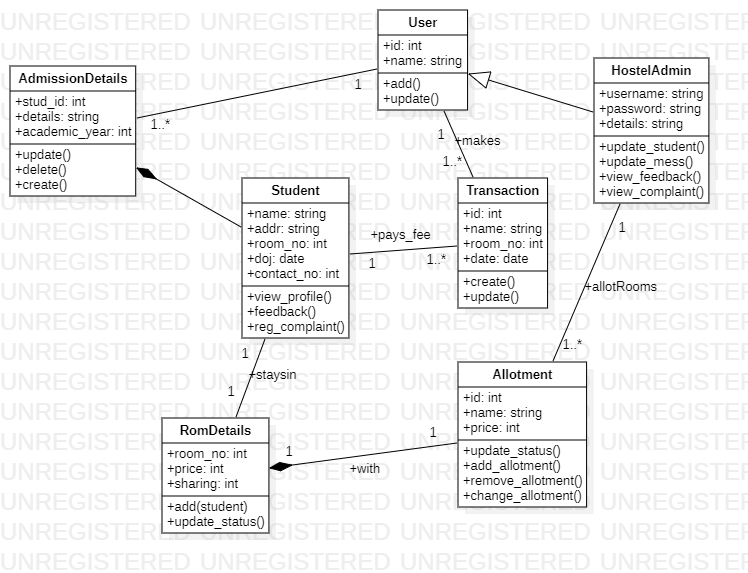 User
+id: int
+name: string
+add()
+update()
AdmissionDetails
+stud_id: int
+details: string
+academic_year: int
+update()
+delete()
+create()
1
1..*
HostelAdmin
+username: string
+password: string
+details: string
+update_student()
+update_mess()
+view_feedback()
+view_complaint()
1
+makes
1..*
Student
+name: string
+addr: string
+room_no: int
+doj: date
+contact_no: int
+view_profile()
+feedback()
+reg_complaint()
+pays_fee
1
1..*
Transaction
+id: int
+name: string
+room_no: int
+date: date
+create()
+update()
1
+allotRooms
1..*
1
+staysin
1
Allotment
+id: int
+name: string
+price: int
+update_status()
+add_allotment()
+remove_allotment()
+change_allotment()
RomDetails
+room_no: int
+price: int
+sharing: int
+add(student)
+update_status()
1
+with
1
UNREGISTERED UNREGISTERED UNREGISTERED UNREGISTERED